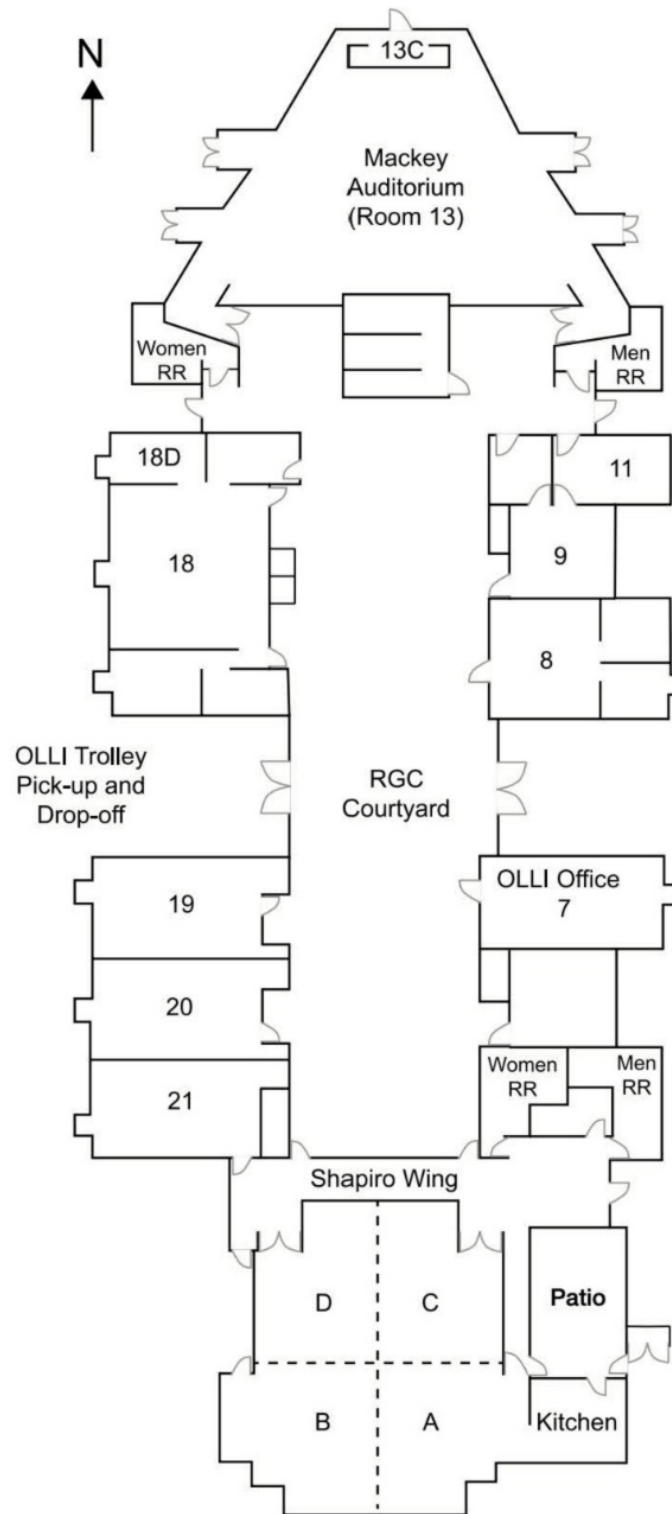 N
13C
Mackey
Auditorium
(Room 13)
Women
RR
Men
RR
18D
11
18
9
8
OLLI Trolley
Pick-up and
Drop-off
RGC
Courtyard
19
OLLI Office
7
20
Women
RR
Men
RR
21
Shapiro Wing
D
C
Patio
B
A
Kitchen